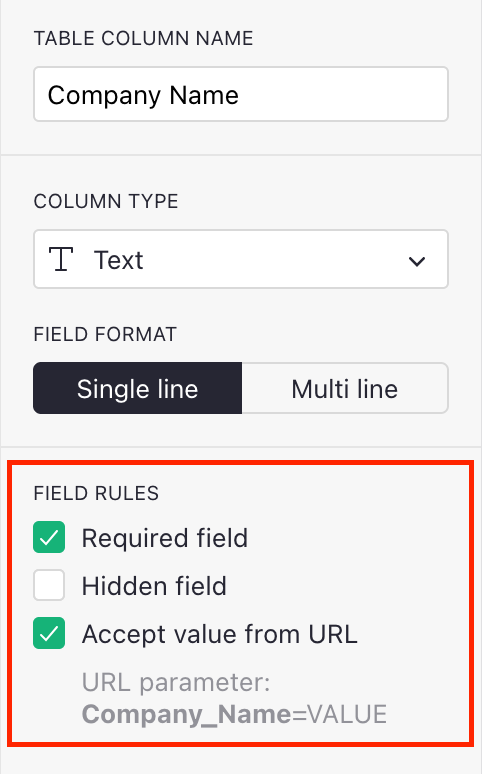 TABLE COLUMN NAME
Company Name
COLUMN TYPE
Text
FIELD FORMAT
Single line
Multi line
FIELD RULES
Required field
Hidden field
Accept value from URL
URL parameter:
Company_Name=VALUE